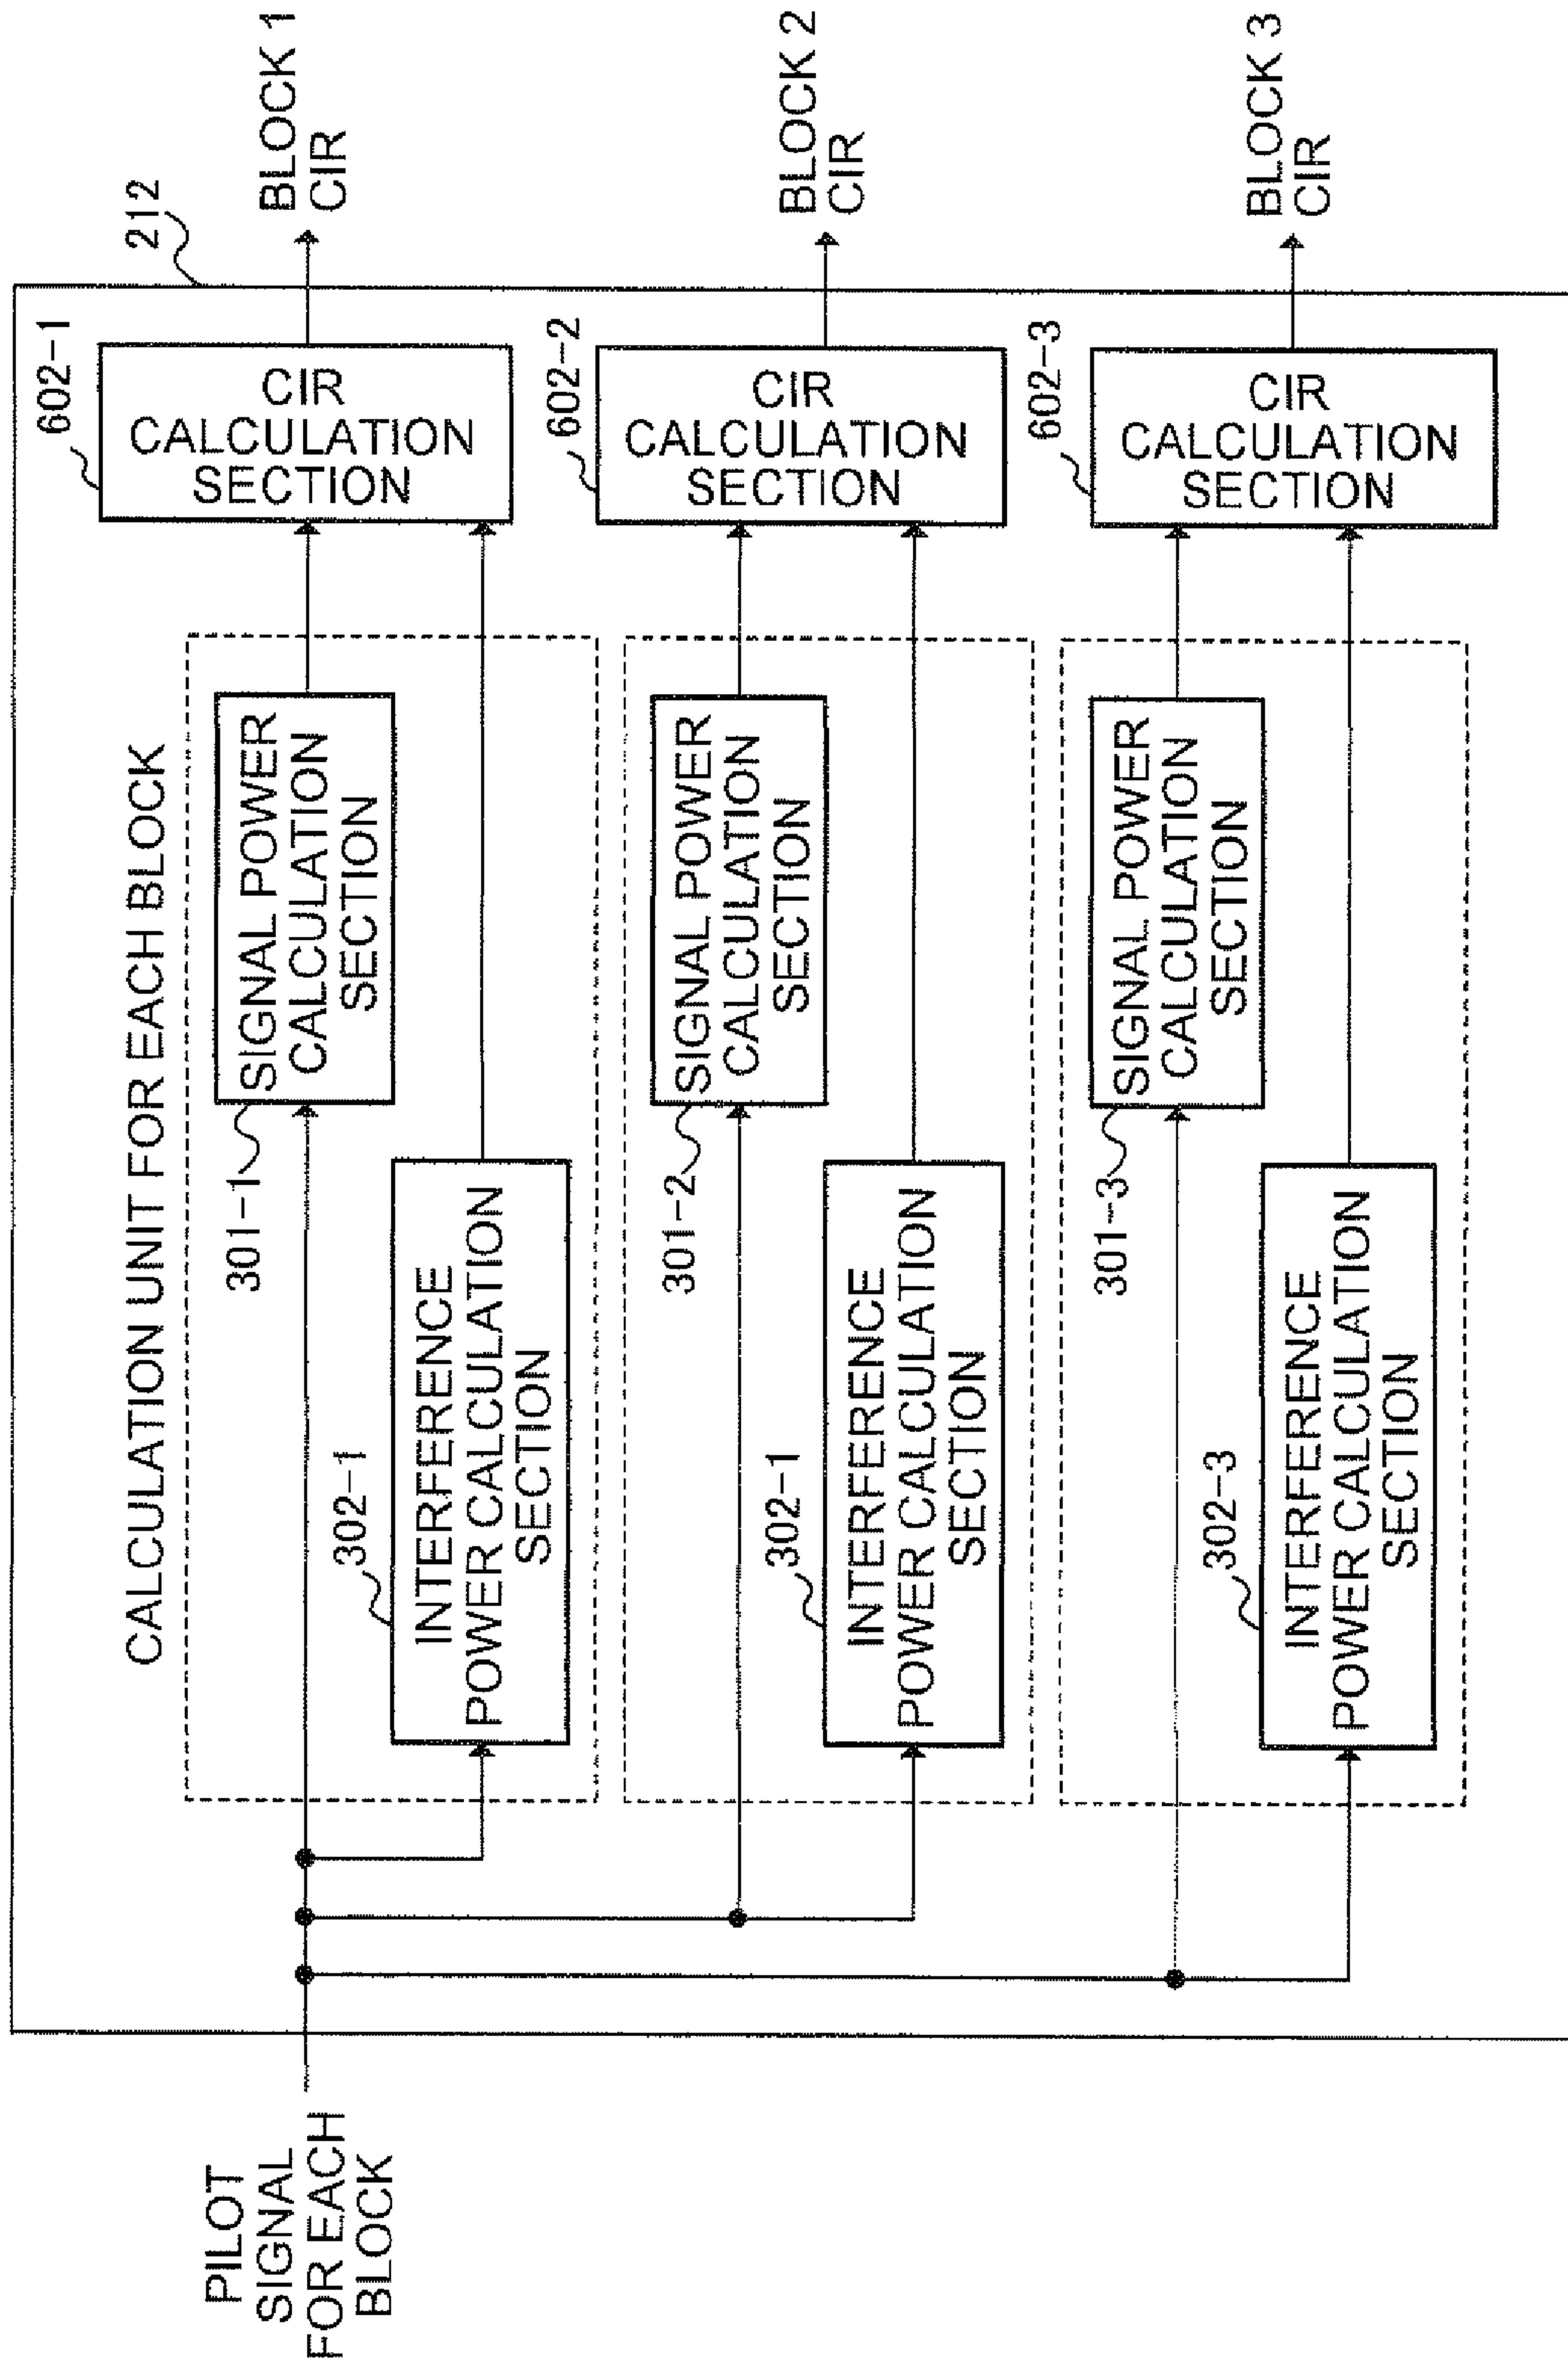 PILOT
SIGNAL
FOR EACH
BLOCK
212
CALCULATION UNIT FOR EACH BLOCK
301-1
SIGNAL POWER
CALCULATION
SECTION
302-1
INTERFERENCE
POWER CALCULATION
SECTION
602-1
CIR
CALCULATION
SECTION
BLOCK 1
CIR
301-2
SIGNAL POWER
CALCULATION
SECTION
302-1
INTERFERENCE
POWER CALCULATION
SECTION
602-2
CIR
CALCULATION
SECTION
BLOCK 2
CIR
301-3
SIGNAL POWER
CALCULATION
SECTION
302-3
INTERFERENCE
POWER CALCULATION
SECTION
602-3
CIR
CALCULATION
SECTION
BLOCK 3
CIR